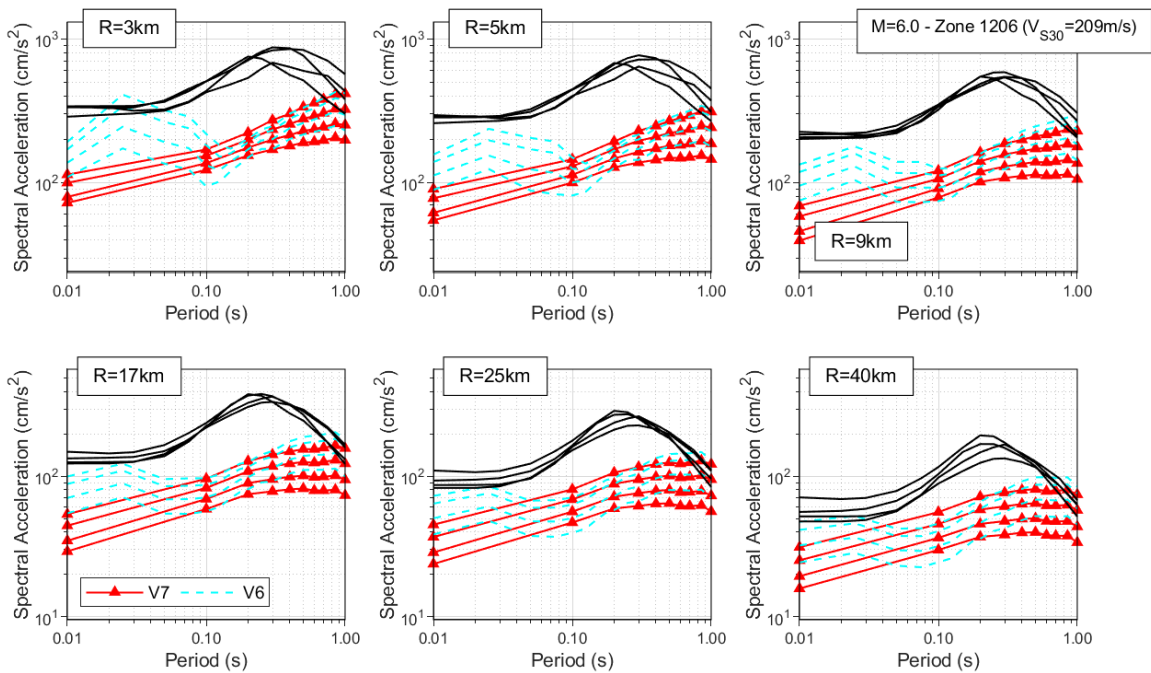 R=3km
R=5km
M=6.0 - Zone 1206 (V_S30=209m/s)
Spectral Acceleration (cm/s²)
10³
10²
0.01 0.10 1.00
Period (s)
Spectral Acceleration (cm/s²)
10³
10²
0.01 0.10 1.00
Period (s)
Spectral Acceleration (cm/s²)
10³
10²
R=9km
0.01 0.10 1.00
Period (s)
R=17km
R=25km
R=40km
Spectral Acceleration (cm/s²)
10²
10¹
V7 V6
0.01 0.10 1.00
Period (s)
Spectral Acceleration (cm/s²)
10²
10¹
0.01 0.10 1.00
Period (s)
Spectral Acceleration (cm/s²)
10²
10¹
0.01 0.10 1.00
Period (s)